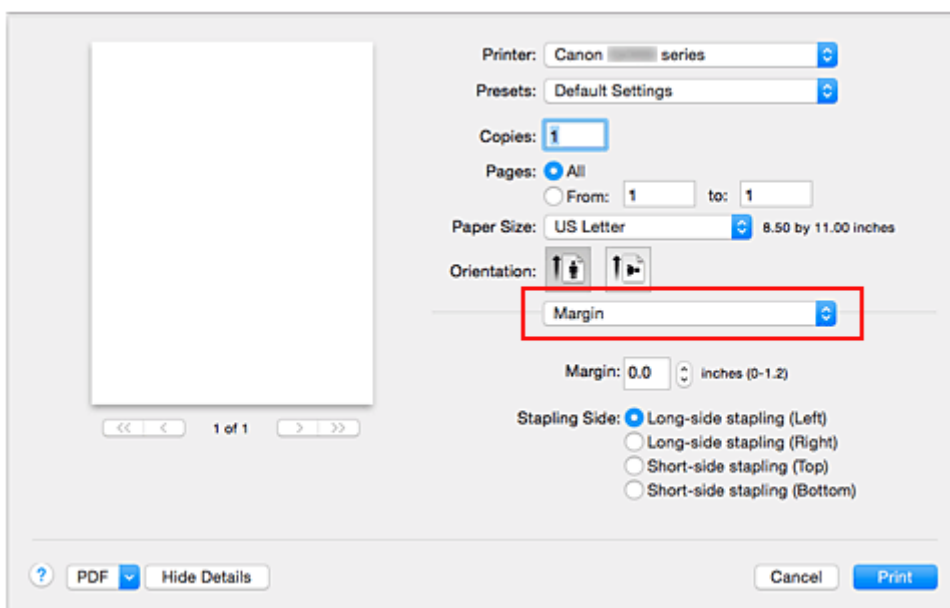 Printer: Canon series
Presets: Default Settings
Copies: 1
Pages: All
From: 1 to: 1
Paper Size: US Letter 8.50 by 11.00 inches
Orientation:
Margin
Margin: 0.0 inches (0-1.2)
1 of 1
Stapling Side: Long-side stapling (Left)
Long-side stapling (Right)
Short-side stapling (Top)
Short-side stapling (Bottom)
? PDF Hide Details Cancel Print